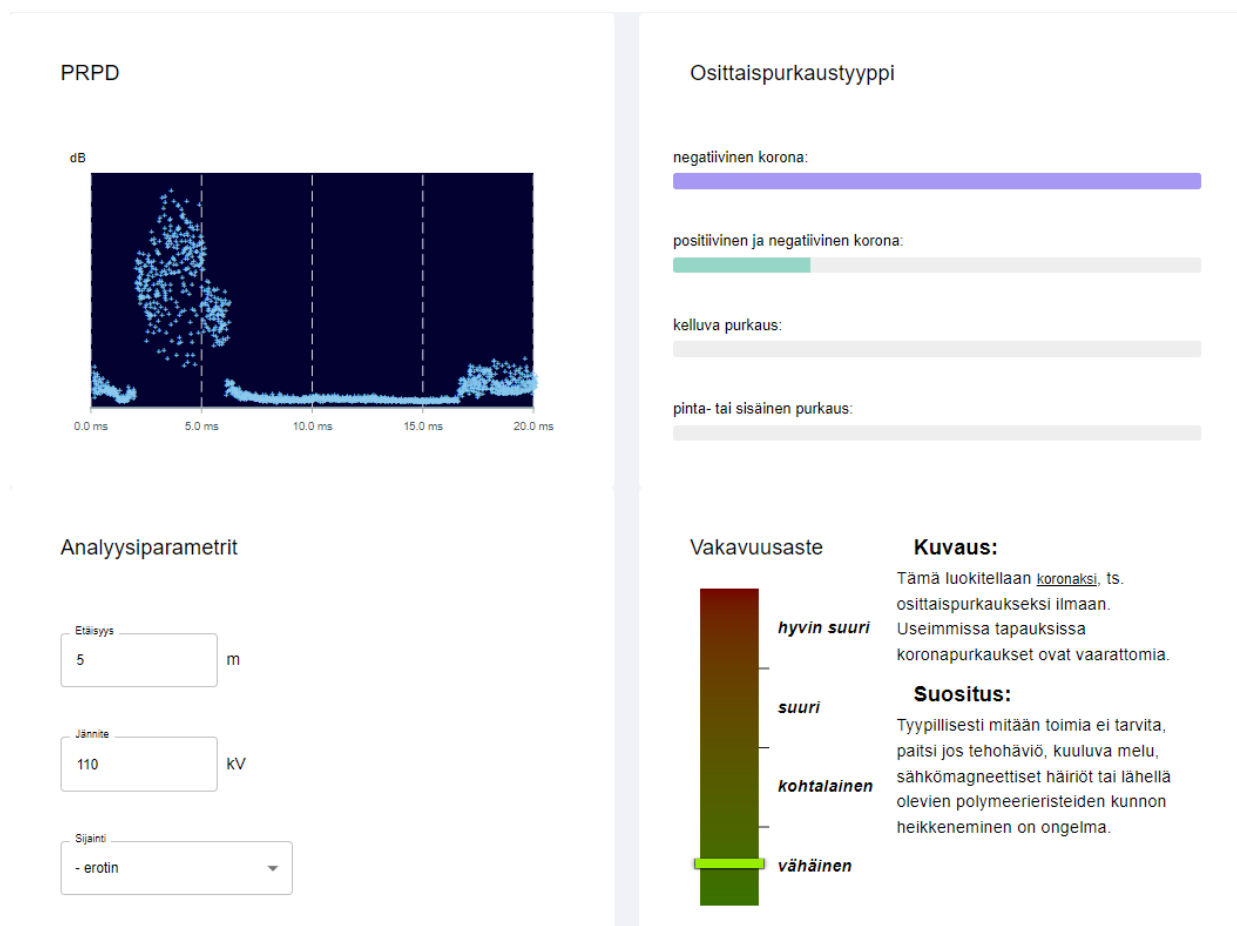 PRPD
dB
0.0 ms
5.0 ms
10.0 ms
15.0 ms
20.0 ms
Osittaispurkaustyyppi
negatiivinen korona:
positiivinen ja negatiivinen korona:
kelluva purkaus:
pinta- tai sisäinen purkaus:
Analyysiparametrit
Etäisyys
5 m
Jännite
110 kV
Sijainti
- erotin
Vakavuusaste
hyvin suuri
suuri
kohtalainen
vähäinen
Kuvaus:
Tämä luokitellaan koronaksi, ts.
osittaispurkaukseksi ilmaan.
Useimmissa tapauksissa
koronapurkaukset ovat vaarattomia.
Suositus:
Tyypillisesti mitään toimia ei tarvita,
paitsi jos tehohäviö, kuuluva melu,
sähkömagneettiset häiriöt tai lähellä
olevien polymeerieristeiden kunnon
heikkeneminen on ongelma.